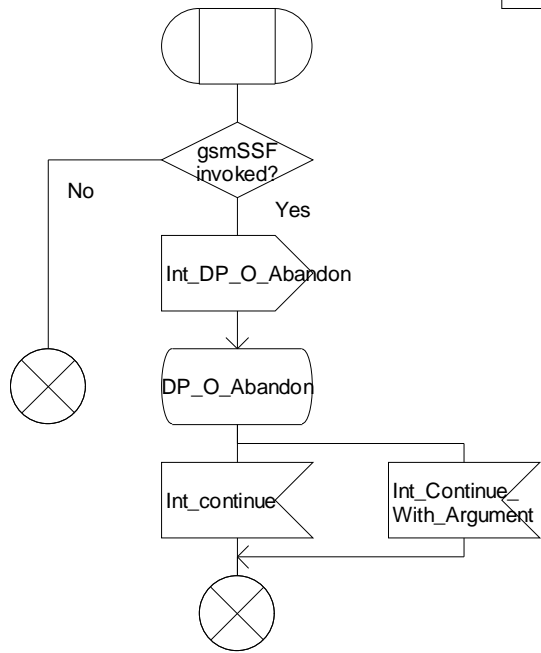 gsmSSF
invoked?
No
Yes
Int_DP_O_Abandon
DP_O_Abandon
Int_continue
Int_Continue_
With_Argument